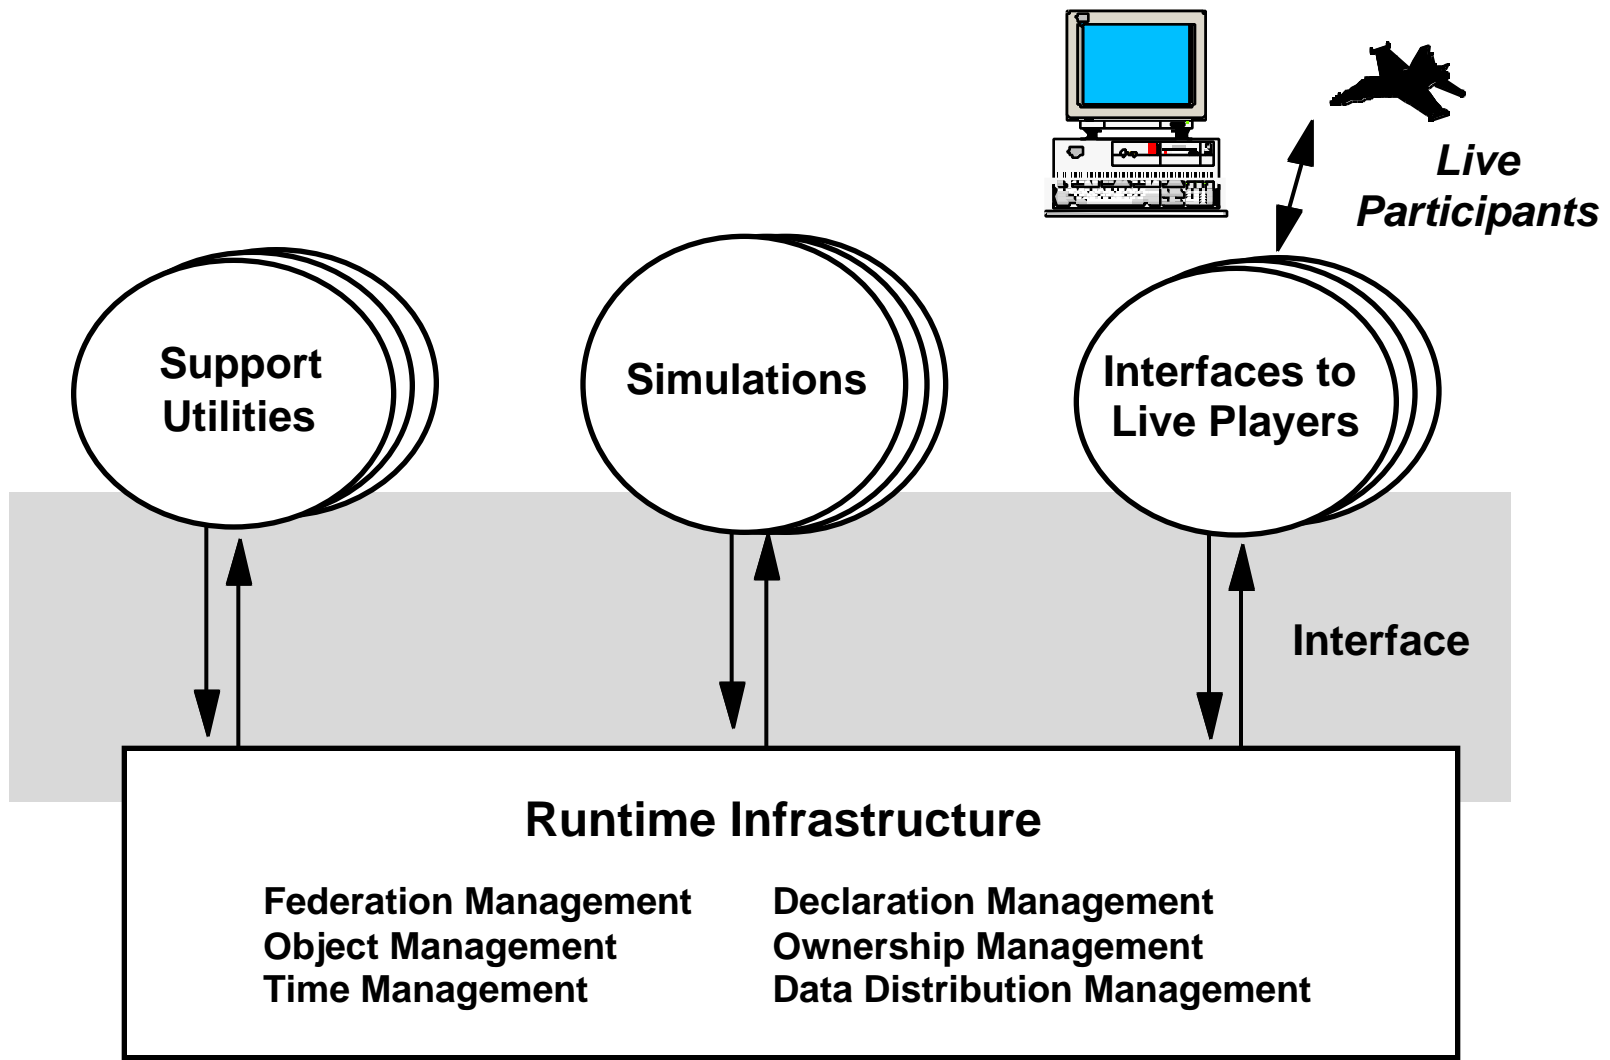 Live
Participants
Support
Utilities
Simulations
Interfaces to
Live Players
Interface
Runtime Infrastructure
Federation Management
Object Management
Time Management
Declaration Management
Ownership Management
Data Distribution Management